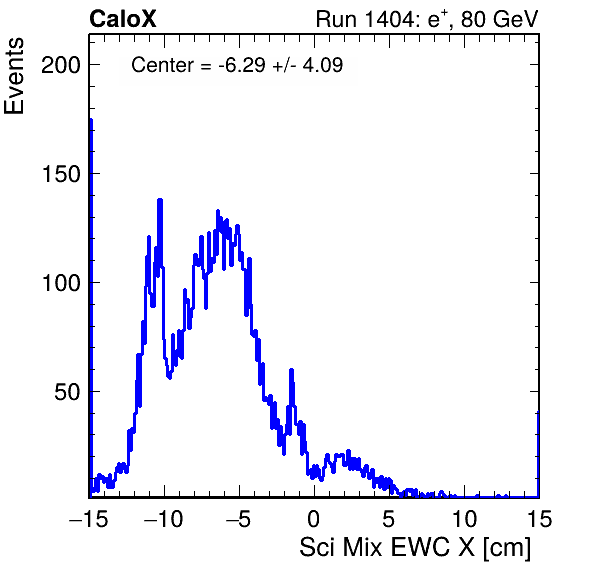 CaloX Run 1404: e⁺, 80 GeV
Center = -6.29 +/- 4.09
Events
200
150
100
50
−15 −10 −5 0 5 10 15
Sci Mix EWC X [cm]